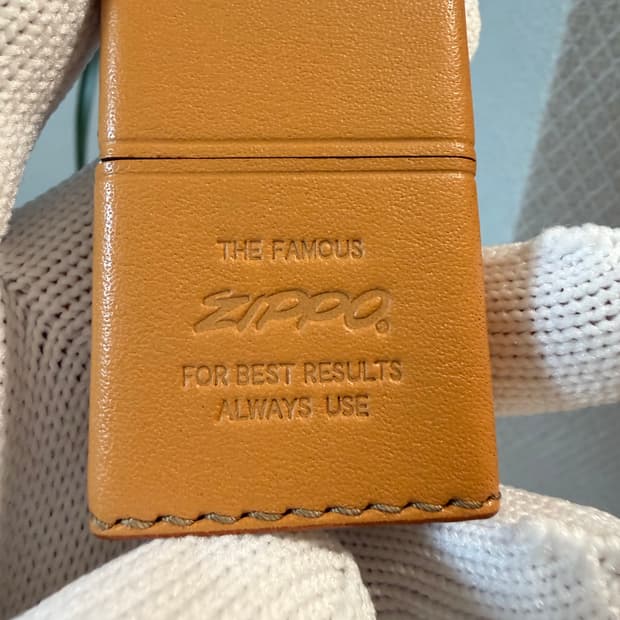 THE FAMOUS
ZIPPO®
FOR BEST RESULTS
ALWAYS USE